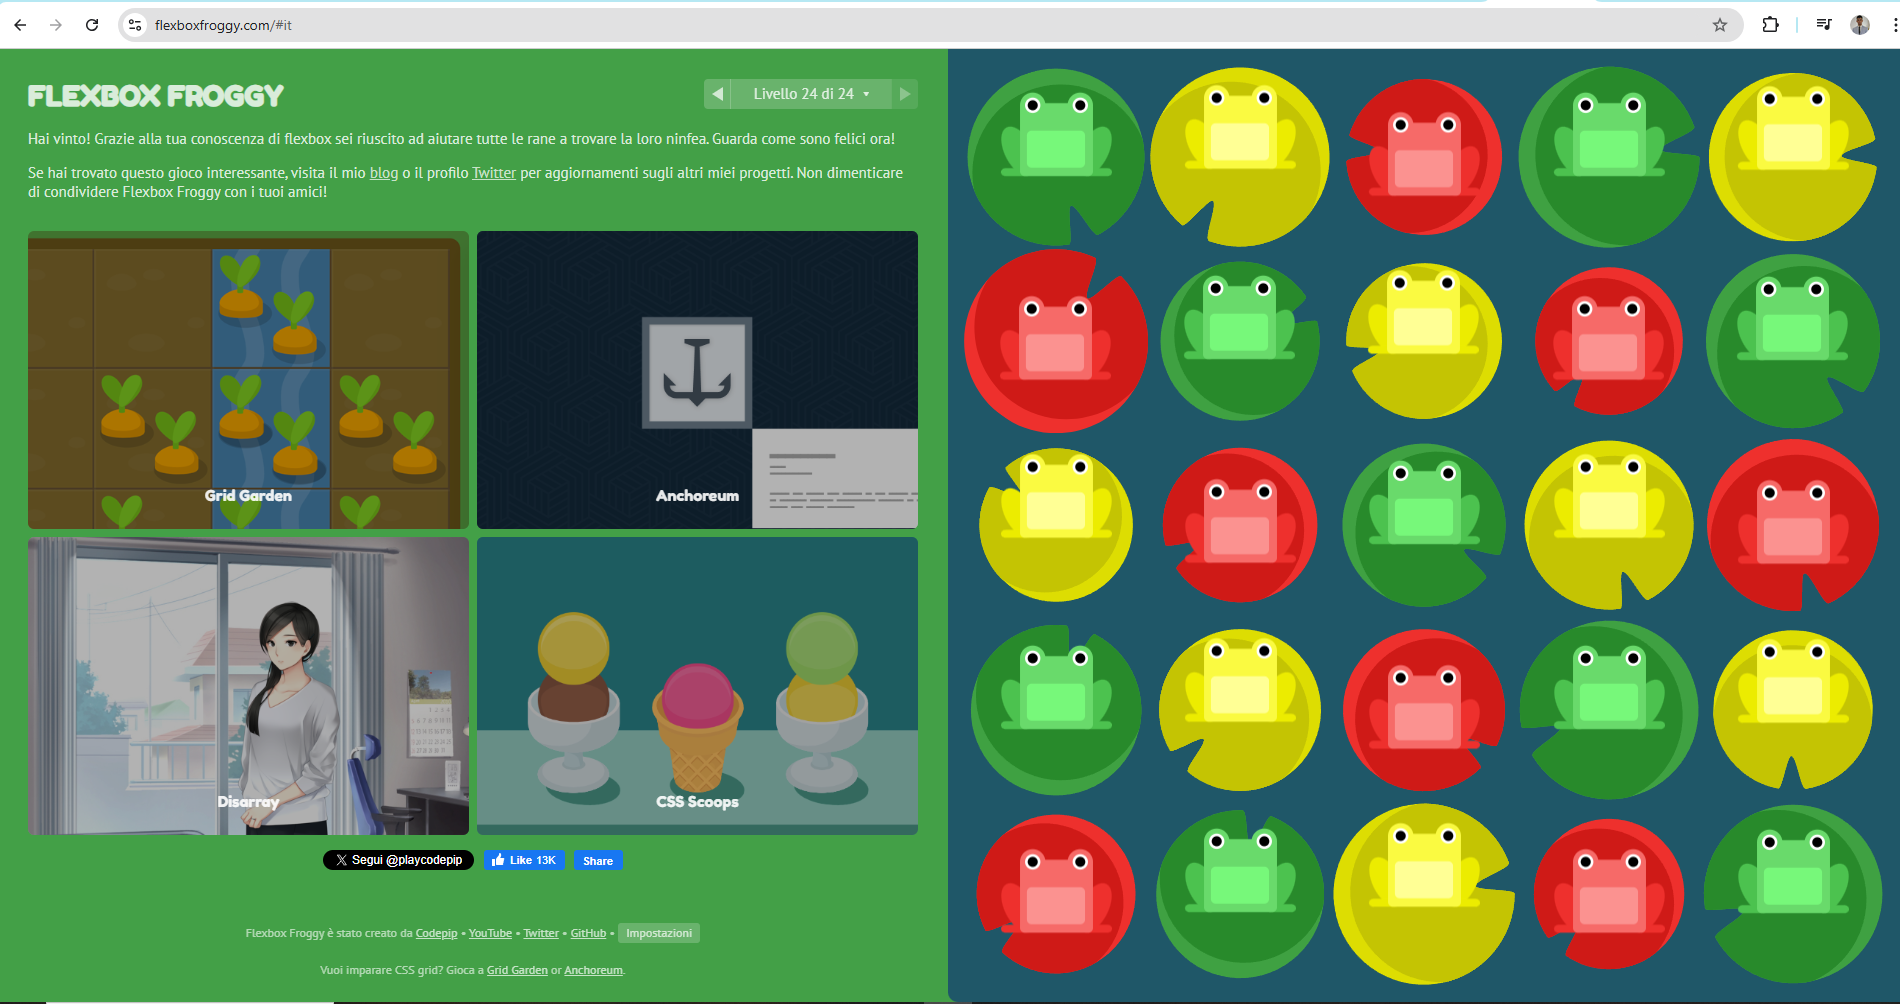 flexboxfroggy.com/#it
FLEXBOX FROGGY
Livello 24 di 24
Hai vinto! Grazie alla tua conoscenza di flexbox sei riuscito ad aiutare tutte le rane a trovare la loro ninfea. Guarda come sono felici ora!
Se hai trovato questo gioco interessante, visita il mio blog o il profilo Twitter per aggiornamenti sugli altri miei progetti. Non dimenticare
di condividere Flexbox Froggy con i tuoi amici!
Grid Garden
Anchoreum
Disarray
CSS Scoops
Segui @playcodepip
Like 13K
Share
Flexbox Froggy è stato creato da Codepip • YouTube • Twitter • GitHub • Impostazioni
Vuoi imparare CSS grid? Gioca a Grid Garden or Anchoreum.